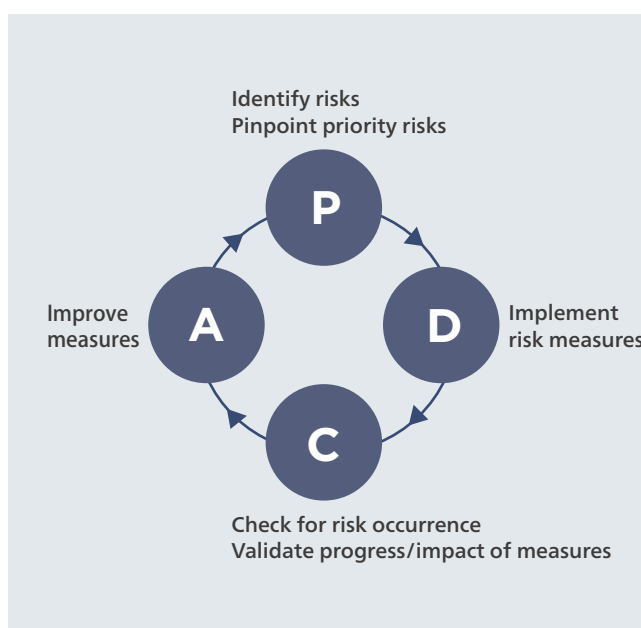 Identify risks
Pinpoint priority risks
P
A
D
Improve
measures
Implement
risk measures
C
Check for risk occurrence
Validate progress/impact of measures